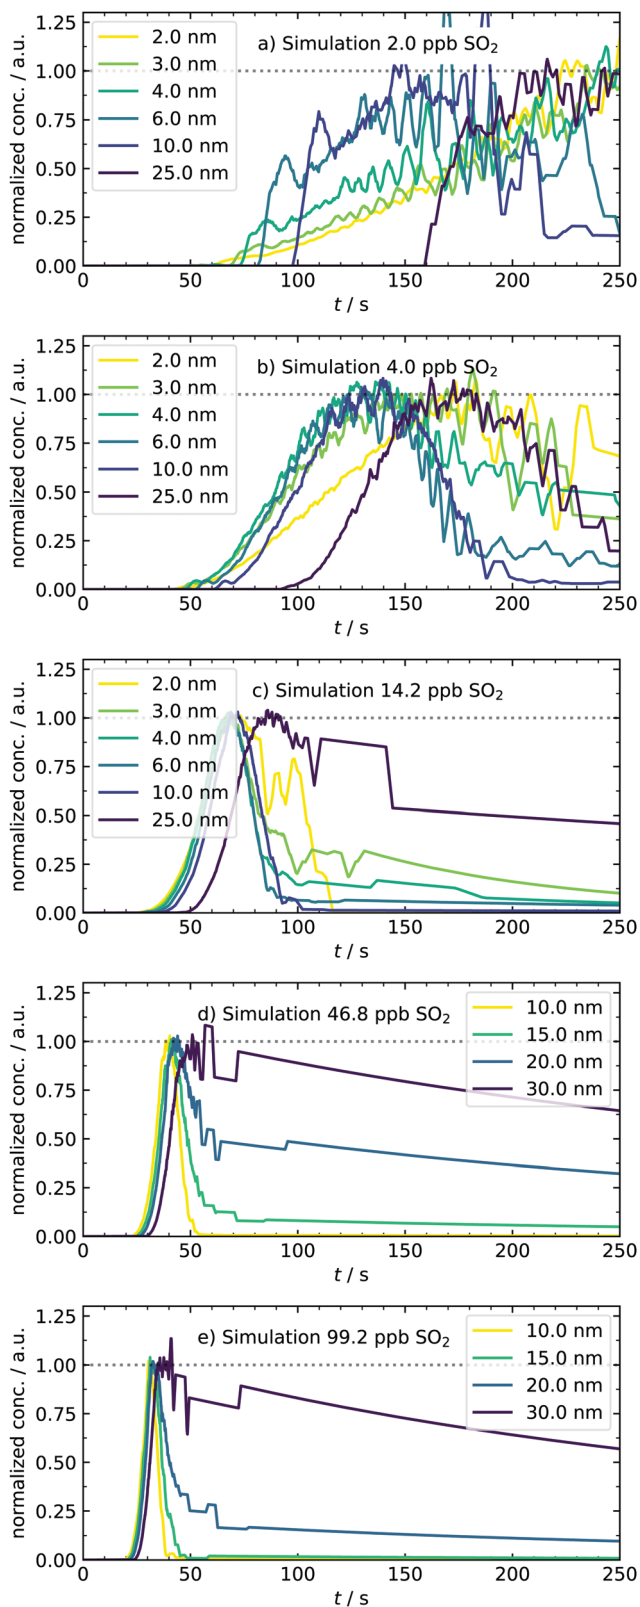 a) Simulation 2.0 ppb SO₂
normalized conc. / a.u.
1.25
1.00
0.75
0.50
0.25
0.00
2.0 nm
3.0 nm
4.0 nm
6.0 nm
10.0 nm
25.0 nm
0 50 100 150 200 250
t / s
b) Simulation 4.0 ppb SO₂
normalized conc. / a.u.
1.25
1.00
0.75
0.50
0.25
0.00
2.0 nm
3.0 nm
4.0 nm
6.0 nm
10.0 nm
25.0 nm
0 50 100 150 200 250
t / s
c) Simulation 14.2 ppb SO₂
normalized conc. / a.u.
1.25
1.00
0.75
0.50
0.25
0.00
2.0 nm
3.0 nm
4.0 nm
6.0 nm
10.0 nm
25.0 nm
0 50 100 150 200 250
t / s
d) Simulation 46.8 ppb SO₂
normalized conc. / a.u.
1.25
1.00
0.75
0.50
0.25
0.00
10.0 nm
15.0 nm
20.0 nm
30.0 nm
0 50 100 150 200 250
t / s
e) Simulation 99.2 ppb SO₂
normalized conc. / a.u.
1.25
1.00
0.75
0.50
0.25
0.00
10.0 nm
15.0 nm
20.0 nm
30.0 nm
0 50 100 150 200 250
t / s